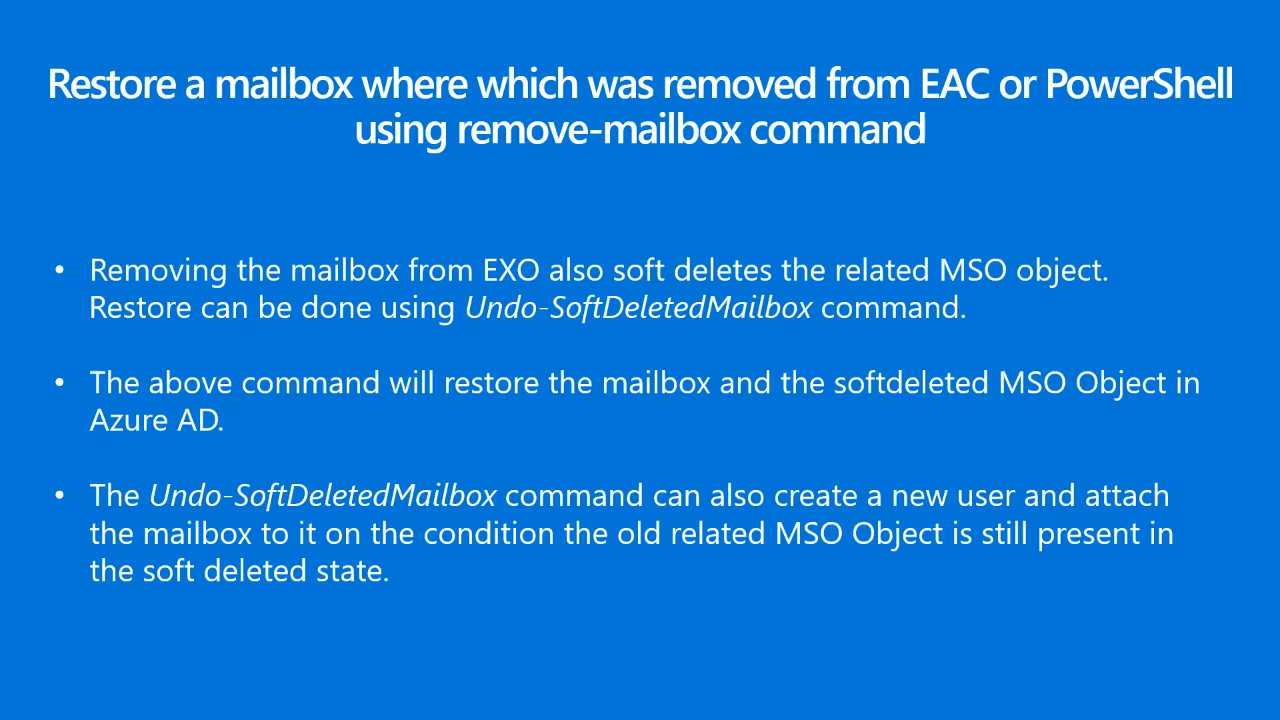 Restore a mailbox where which was removed from EAC or PowerShell
using remove-mailbox command
• Removing the mailbox from EXO also soft deletes the related MSO object.
Restore can be done using Undo-SoftDeletedMailbox command.
• The above command will restore the mailbox and the softdeleted MSO Object in
Azure AD.
• The Undo-SoftDeletedMailbox command can also create a new user and attach
the mailbox to it on the condition the old related MSO Object is still present in
the soft deleted state.